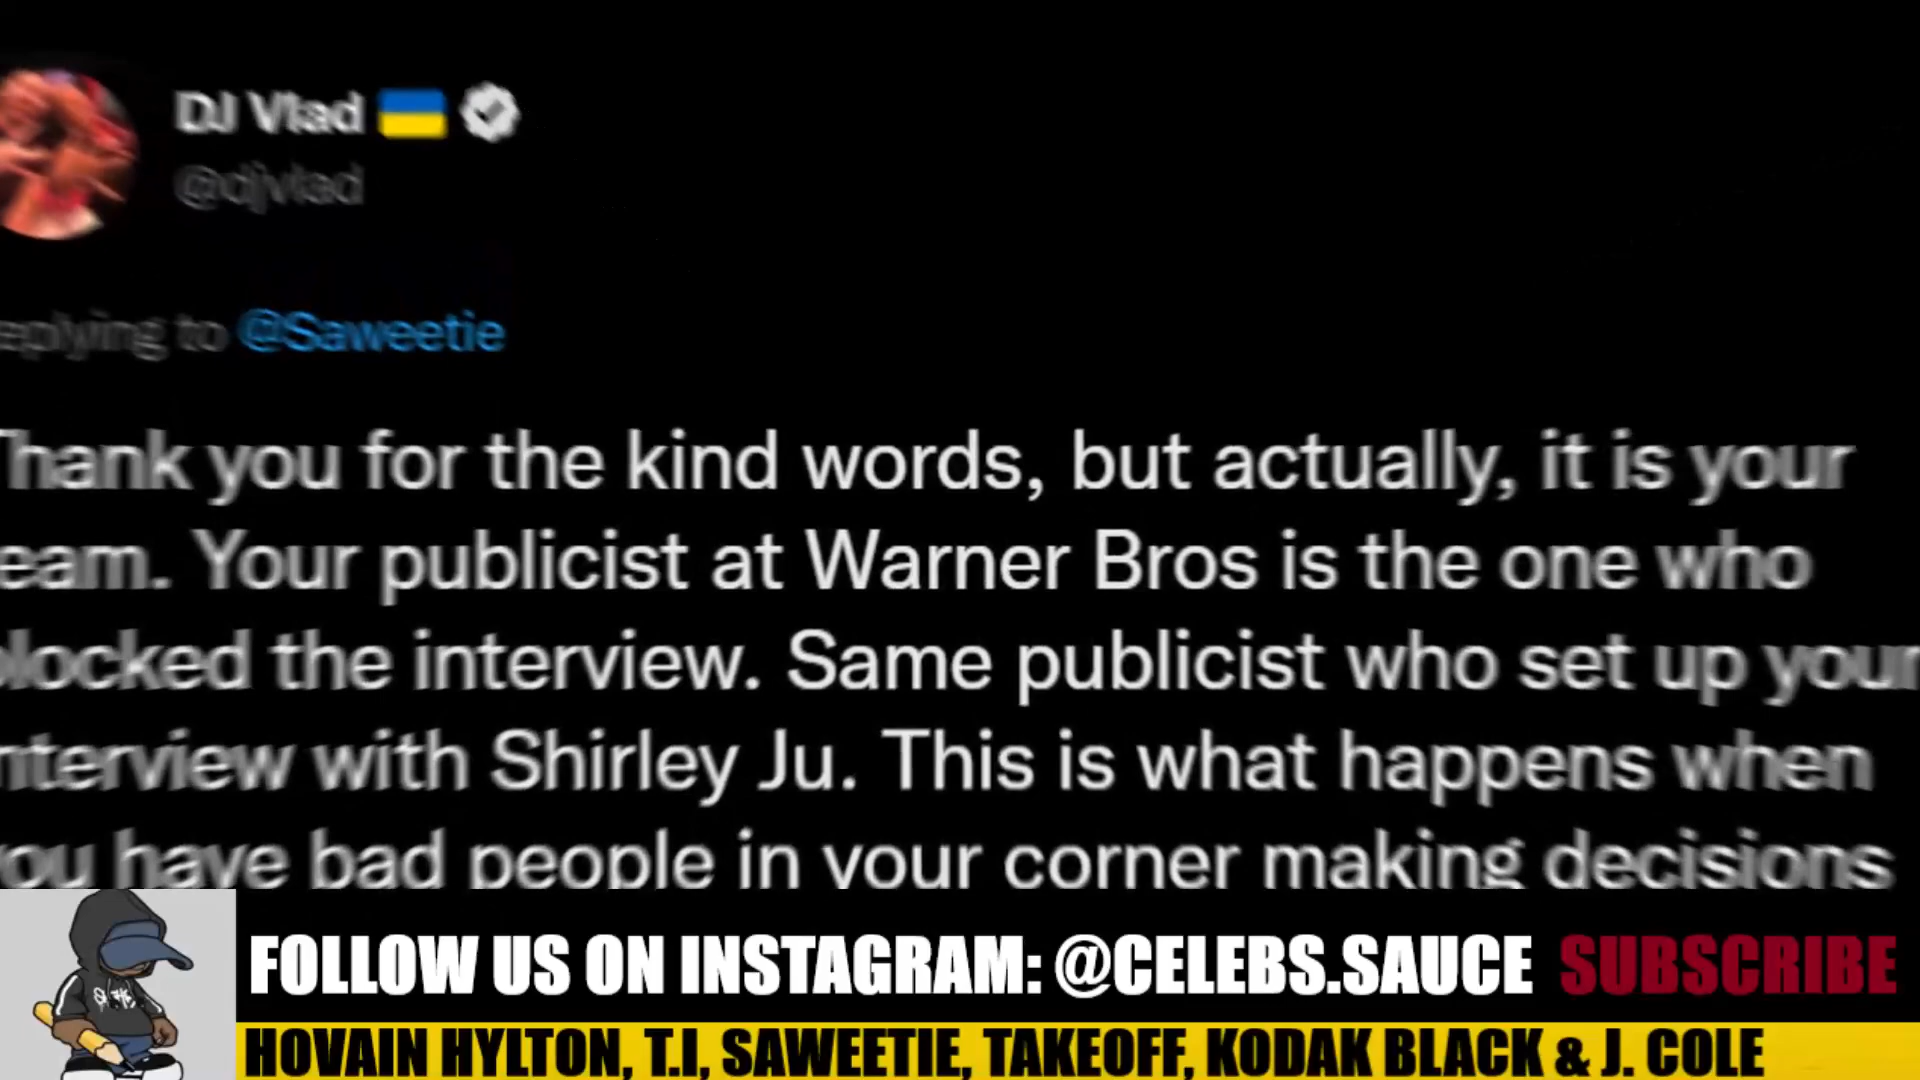 DJ Vlad
@djvlad
eplying to @Saweetie
Thank you for the kind words, but actually, it is your
eam. Your publicist at Warner Bros is the one who
blocked the interview. Same publicist who set up your
nterview with Shirley Ju. This is what happens when
you have bad people in your corner making decisions
FOLLOW US ON INSTAGRAM: @CELEBS.SAUCE SUBSCRIBE
HOVAIN HYLTON, T.I, SAWEETIE, TAKEOFF, KODAK BLACK & J. COLE